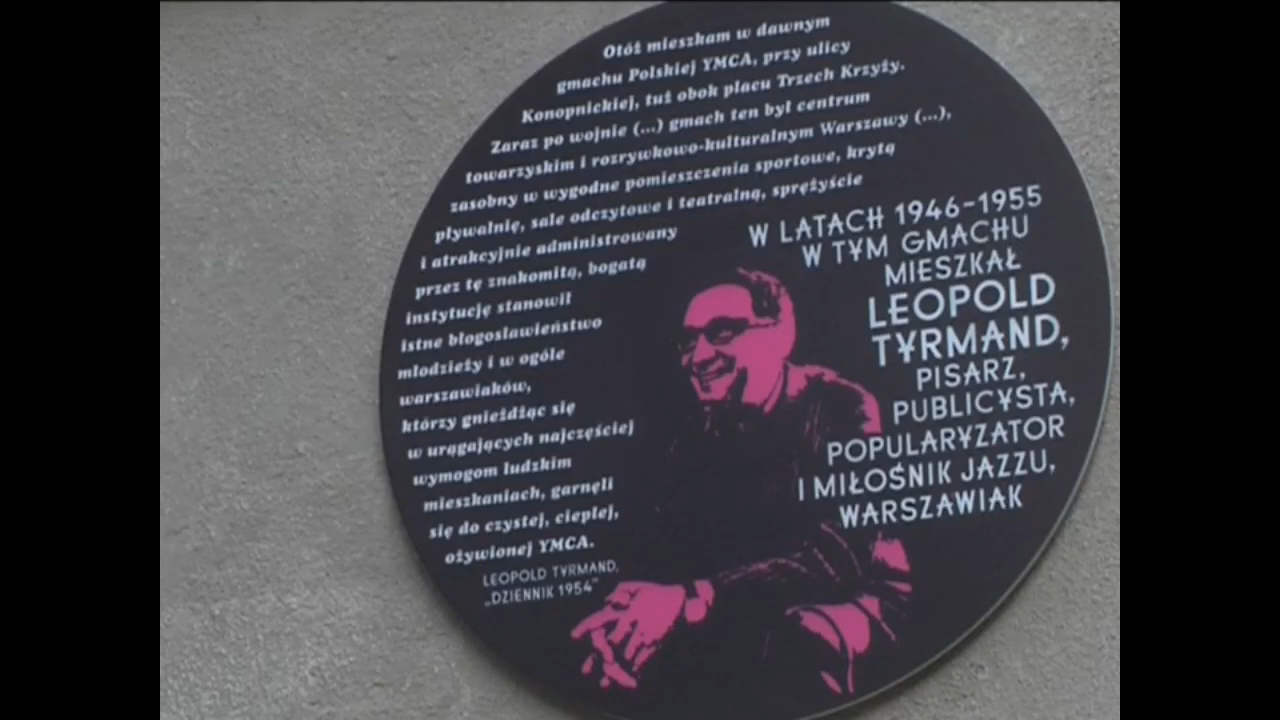 Otóż mieszkam w dawnym
gmachu Polskiej YMCA, przy ulicy
Konopnickiej, tuż obok placu Trzech Krzyży.
Zaraz po wojnie (...) gmach ten był centrum
towarzyskim i rozrywkowo-kulturalnym Warszawy (...),
zasobny w wygodne pomieszczenia sportowe, krytą
pływalnię, sale odczytowe i teatralną, sprężyście
i atrakcyjnie administrowany
przez tę znakomitą, bogatą
instytucję stanowił
istne błogosławieństwo
młodzieży i w ogóle
warszawiaków,
którzy gnieżdżąc się
w urągających najczęściej
wymogom ludzkim
mieszkaniach, garnęli
się do czystej, ciepłej,
ożywionej YMCA.
LEOPOLD TYRMAND,
„DZIENNIK 1954”
W LATACH 1946-1955
W TYM GMACHU
MIESZKAŁ
LEOPOLD
TYRMAND,
PISARZ,
PUBLICYSTA,
POPULARYZATOR
I MIŁOŚNIK JAZZU,
WARSZAWIAK